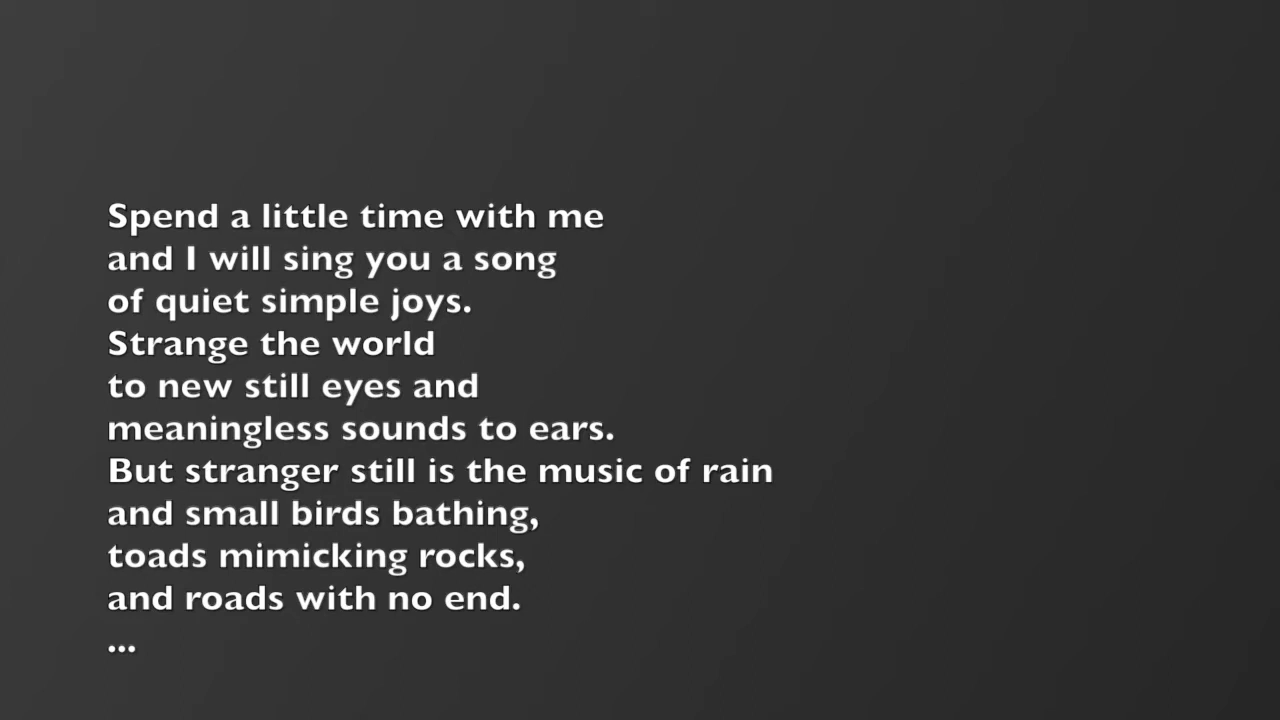 Spend a little time with me
and I will sing you a song
of quiet simple joys.
Strange the world
to new still eyes and
meaningless sounds to ears.
But stranger still is the music of rain
and small birds bathing,
toads mimicking rocks,
and roads with no end.
...